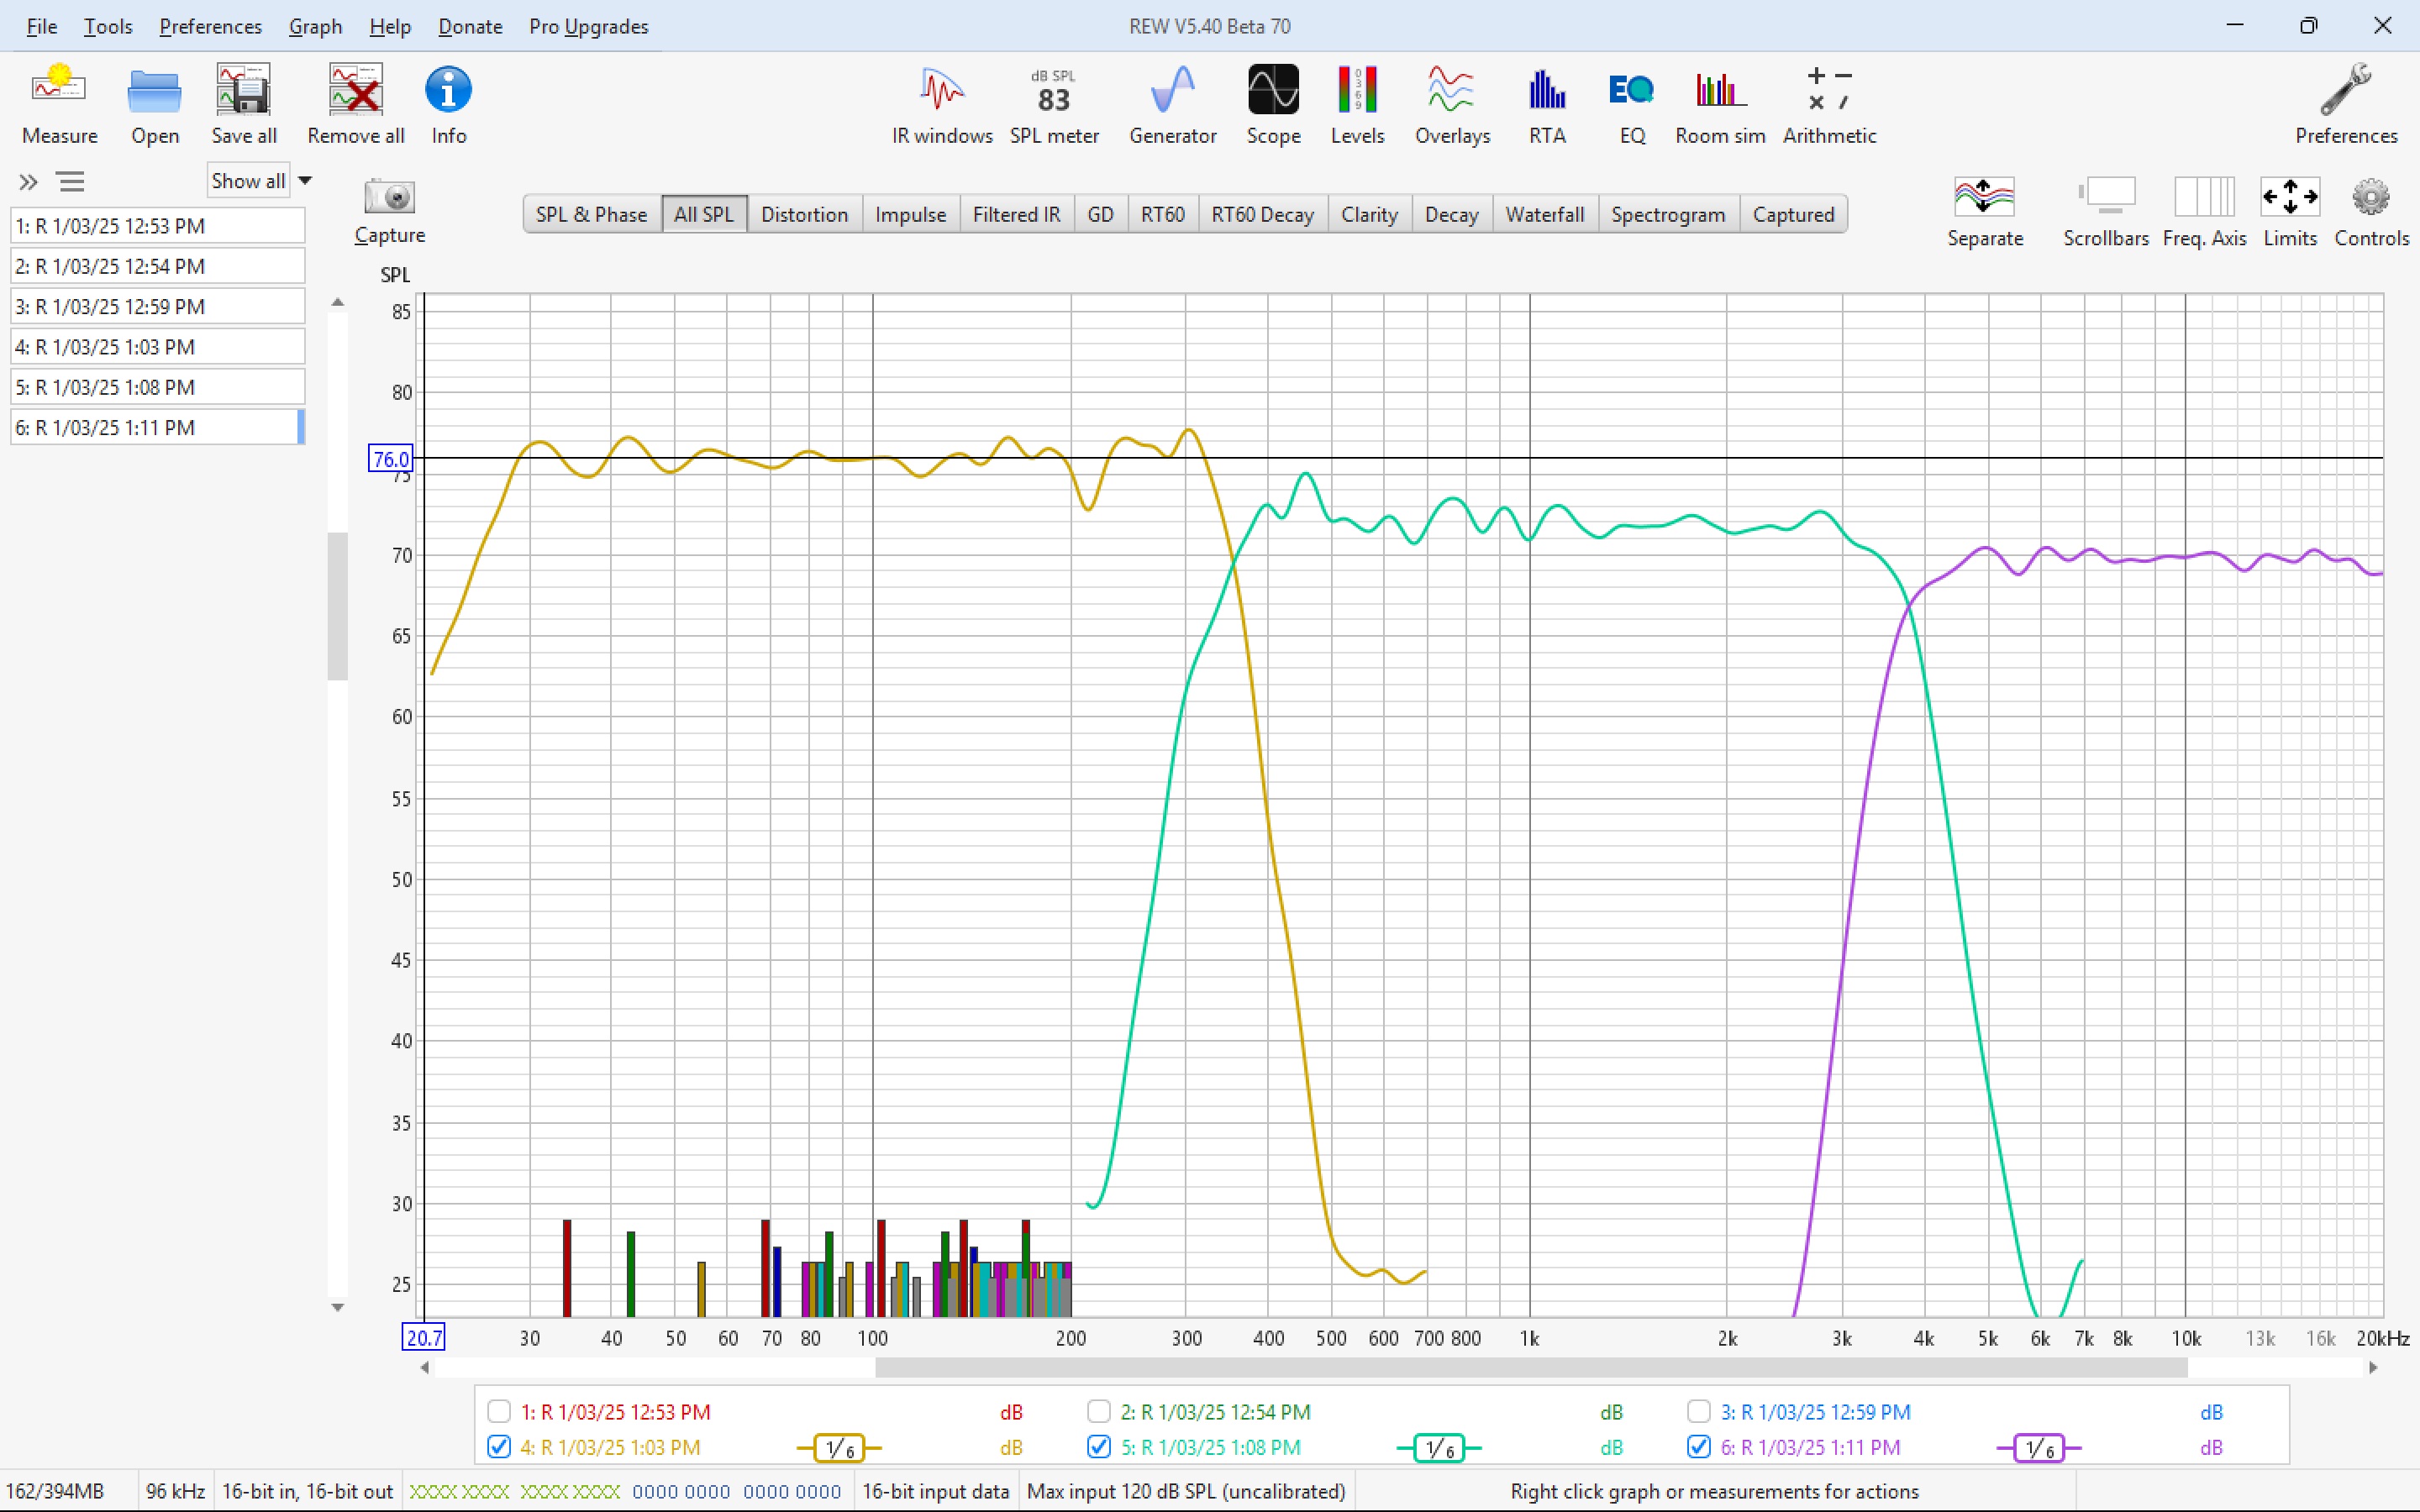 File Tools Preferences Graph Help Donate Pro Upgrades REW V5.40 Beta 70
dB SPL
83
0 3 6 9
EQ
Measure Open Save all Remove all Info IR windows SPL meter Generator Scope Levels Overlays RTA EQ Room sim Arithmetic Preferences
Show all
Capture
SPL & Phase All SPL Distortion Impulse Filtered IR GD RT60 RT60 Decay Clarity Decay Waterfall Spectrogram Captured
Separate Scrollbars Freq. Axis Limits Controls
1: R 1/03/25 12:53 PM
2: R 1/03/25 12:54 PM
3: R 1/03/25 12:59 PM
4: R 1/03/25 1:03 PM
5: R 1/03/25 1:08 PM
6: R 1/03/25 1:11 PM
SPL
85
80
76.0
75
70
65
60
55
50
45
40
35
30
25
20.7 30 40 50 60 70 80 100 200 300 400 500 600 700 800 1k 2k 3k 4k 5k 6k 7k 8k 10k 13k 16k 20kHz
1: R 1/03/25 12:53 PM dB 2: R 1/03/25 12:54 PM dB 3: R 1/03/25 12:59 PM dB
4: R 1/03/25 1:03 PM 1/6 dB 5: R 1/03/25 1:08 PM 1/6 dB 6: R 1/03/25 1:11 PM 1/6 dB
162/394MB 96 kHz 16-bit in, 16-bit out XXXX XXXX XXXX XXXX 0000 0000 0000 0000 16-bit input data Max input 120 dB SPL (uncalibrated) Right click graph or measurements for actions